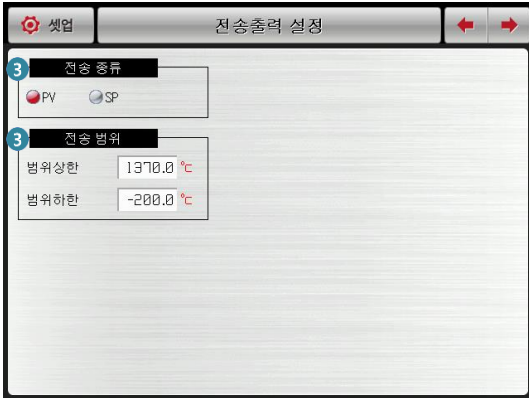 셋업
전송출력 설정
3 전송 종류
PV SP
3 전송 범위
범위상한 1370.0 ℃
범위하한 -200.0 ℃